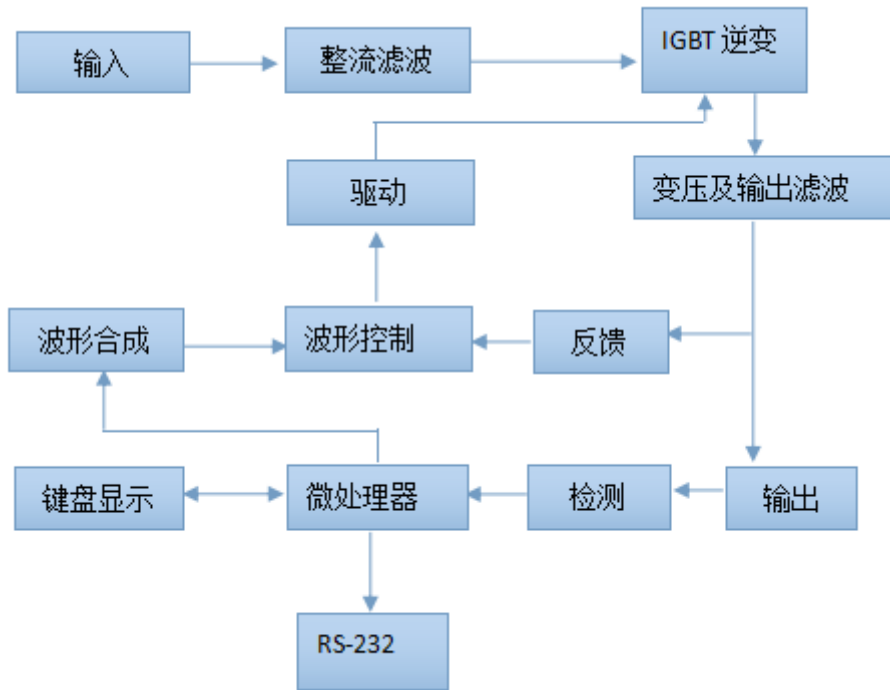 输入
整流滤波
IGBT 逆变
驱动
变压及输出滤波
波形合成
波形控制
反馈
键盘显示
微处理器
检测
输出
RS-232